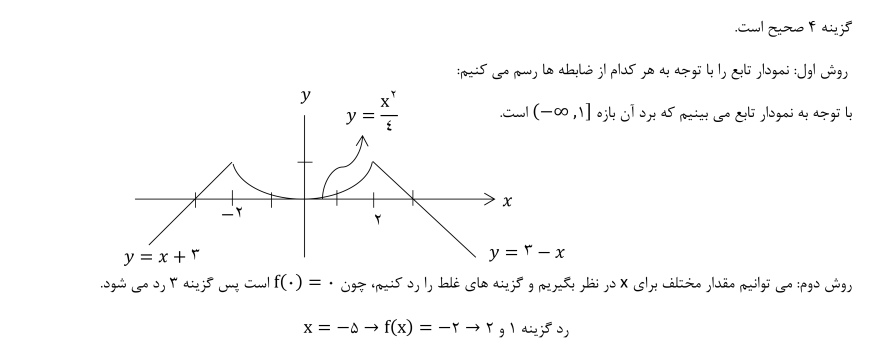 گزینه ۴ صحیح است.
روش اول: نمودار تابع را با توجه به هر کدام از ضابطه ها رسم می کنیم:
با توجه به نمودار تابع می بینیم که برد آن بازه (−∞, ۱] است.
y
y = x^۲/٤
x
−۲
۲
y = x + ۳
y = ۳ − x
روش دوم: می توانیم مقدار مختلف برای x در نظر بگیریم و گزینه های غلط را رد کنیم، چون f(۰) = ۰ است پس گزینه ۳ رد می شود.
x = −۵ → f(x) = −۲ → رد گزینه ۱ و ۲